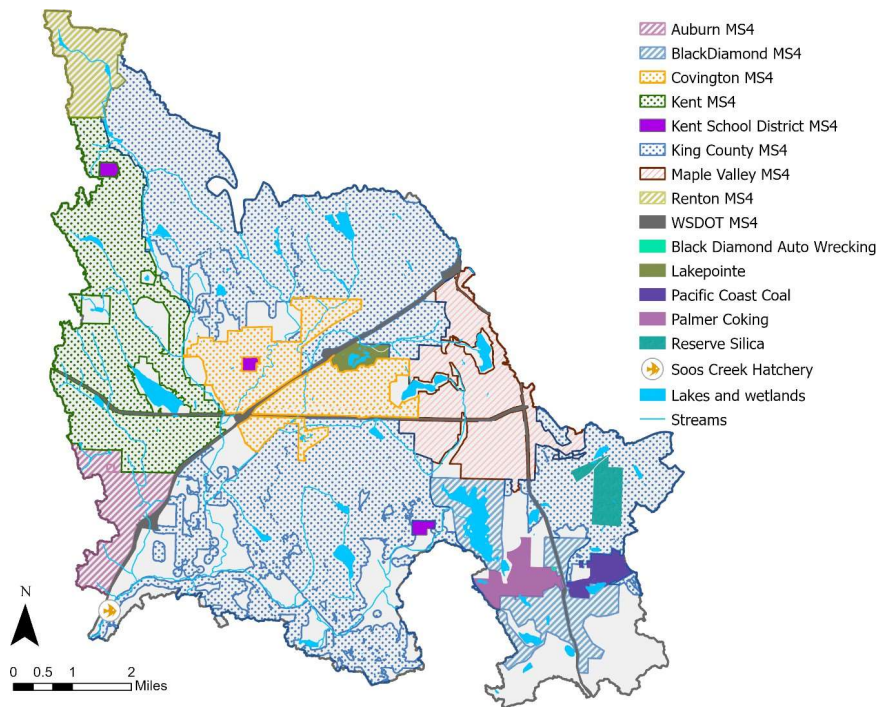 Auburn MS4
BlackDiamond MS4
Covington MS4
Kent MS4
Kent School District MS4
King County MS4
Maple Valley MS4
Renton MS4
WSDOT MS4
Black Diamond Auto Wrecking
Lakepointe
Pacific Coast Coal
Palmer Coking
Reserve Silica
Soos Creek Hatchery
Lakes and wetlands
Streams
N
0 0.5 1 2
Miles